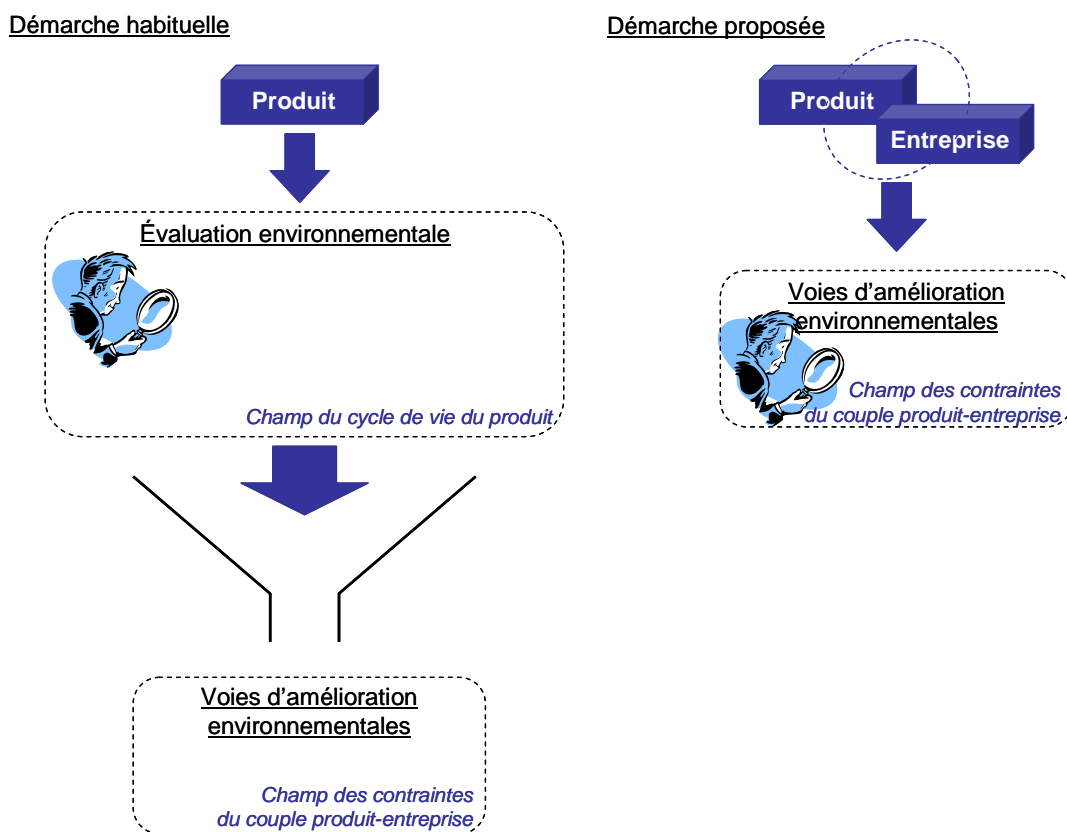 Démarche habituelle
Produit
Évaluation environnementale
Champ du cycle de vie du produit
Voies d'amélioration
environnementales
Champ des contraintes
du couple produit-entreprise
Démarche proposée
Produit
Entreprise
Voies d'amélioration
environnementales
Champ des contraintes
du couple produit-entreprise